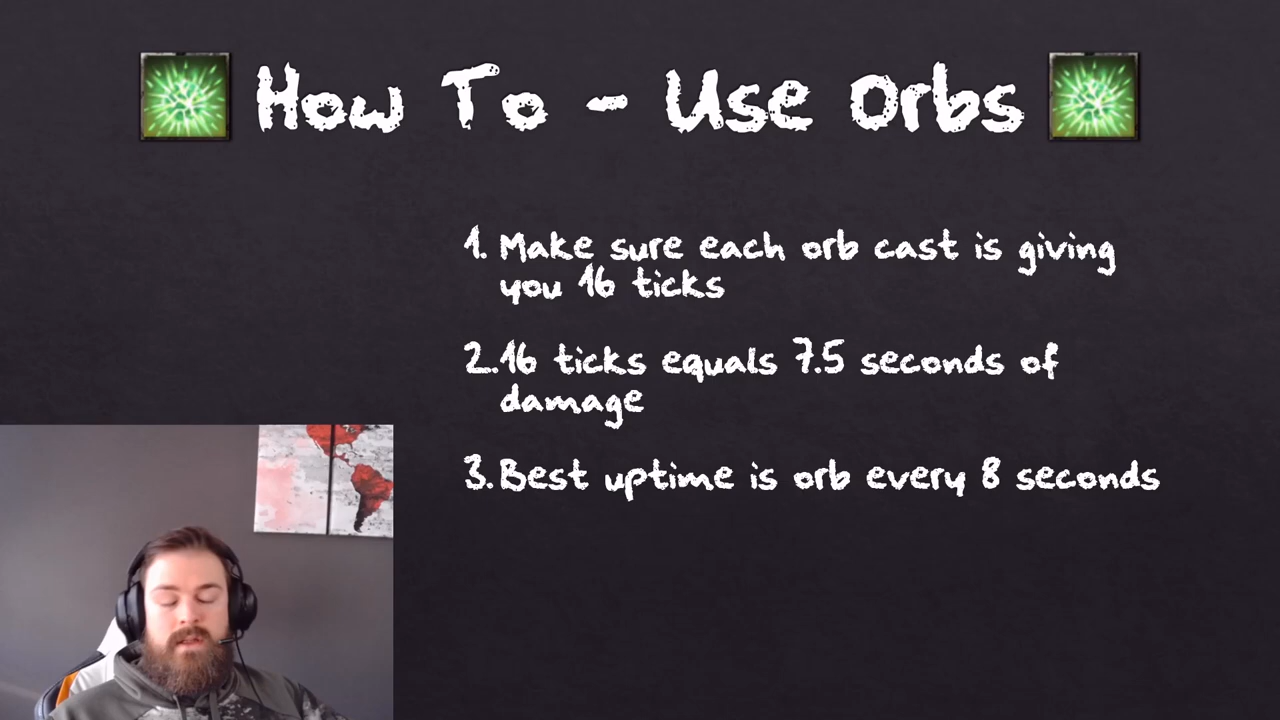 How To - Use Orbs
1. Make sure each orb cast is giving
you 16 ticks
2. 16 ticks equals 7.5 seconds of
damage
3. Best uptime is orb every 8 seconds